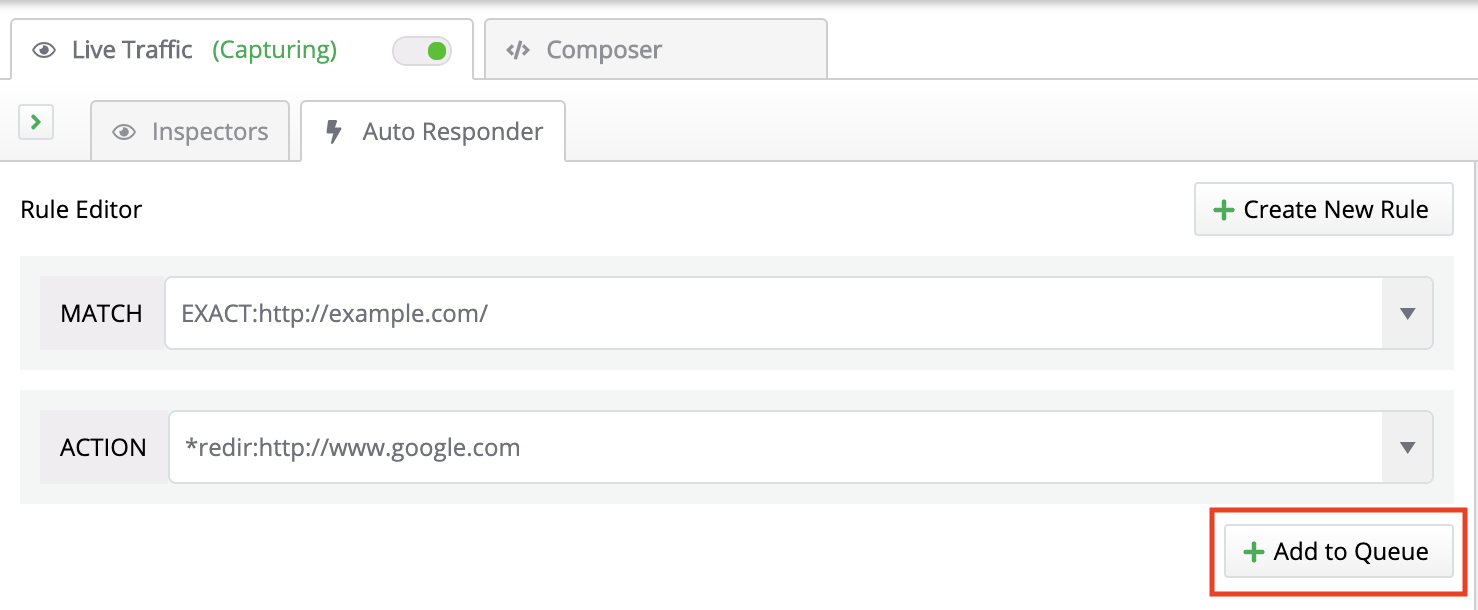 Live Traffic (Capturing) Composer
Inspectors Auto Responder
Rule Editor Create New Rule
MATCH EXACT:http://example.com/
ACTION *redir:http://www.google.com
Add to Queue